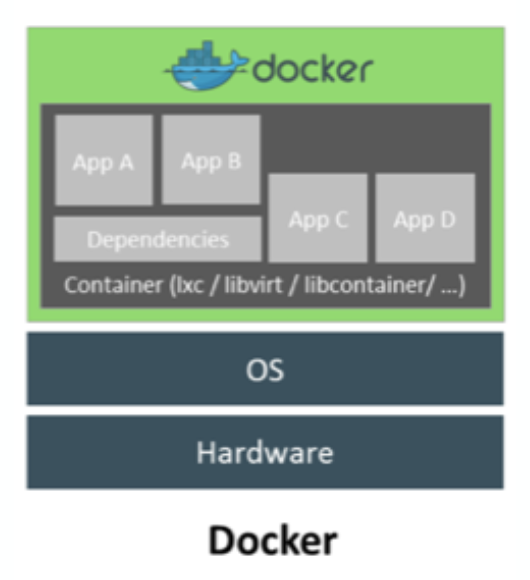 docker
App A
App B
App C
App D
Dependencies
Container (lxc / libvirt / libcontainer/ ...)
OS
Hardware
Docker